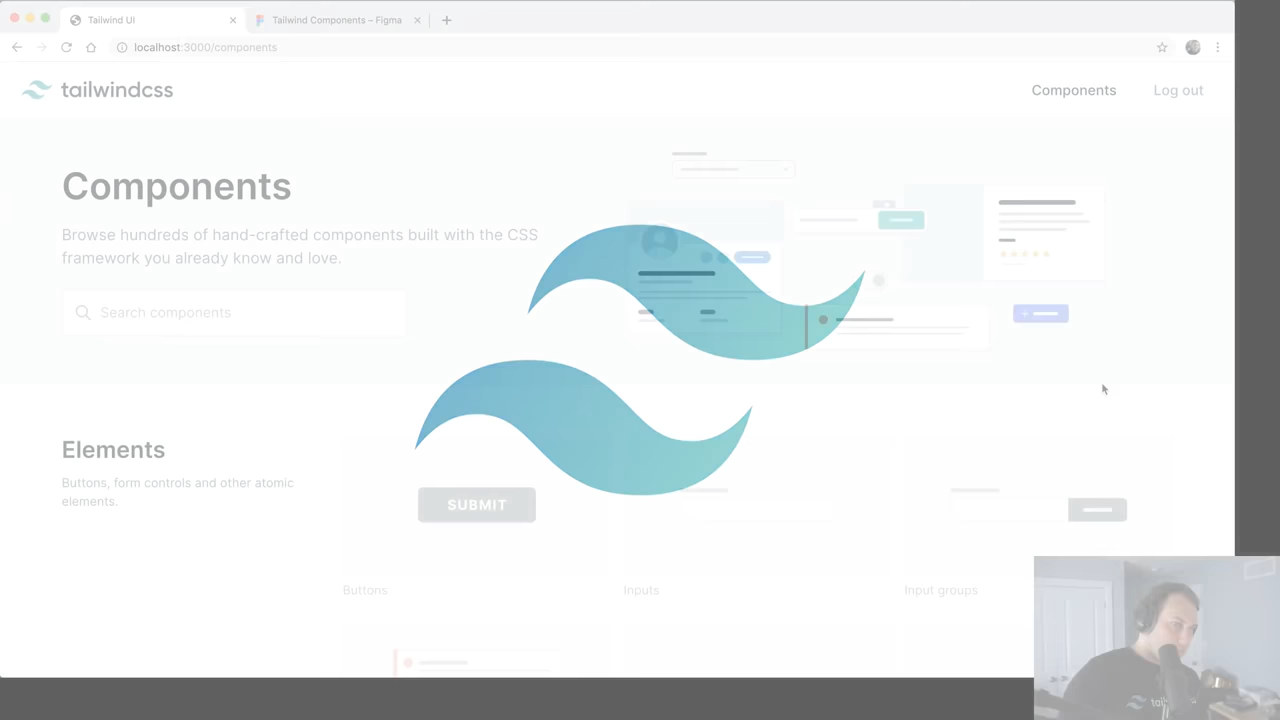 Tailwind UI
Tailwind Components – Figma
localhost:3000/components
tailwindcss
Components
Log out
Components
Browse hundreds of hand-crafted components built with the CSS
framework you already know and love.
Search components
Elements
Buttons, form controls and other atomic
elements.
SUBMIT
Buttons
Inputs
Input groups